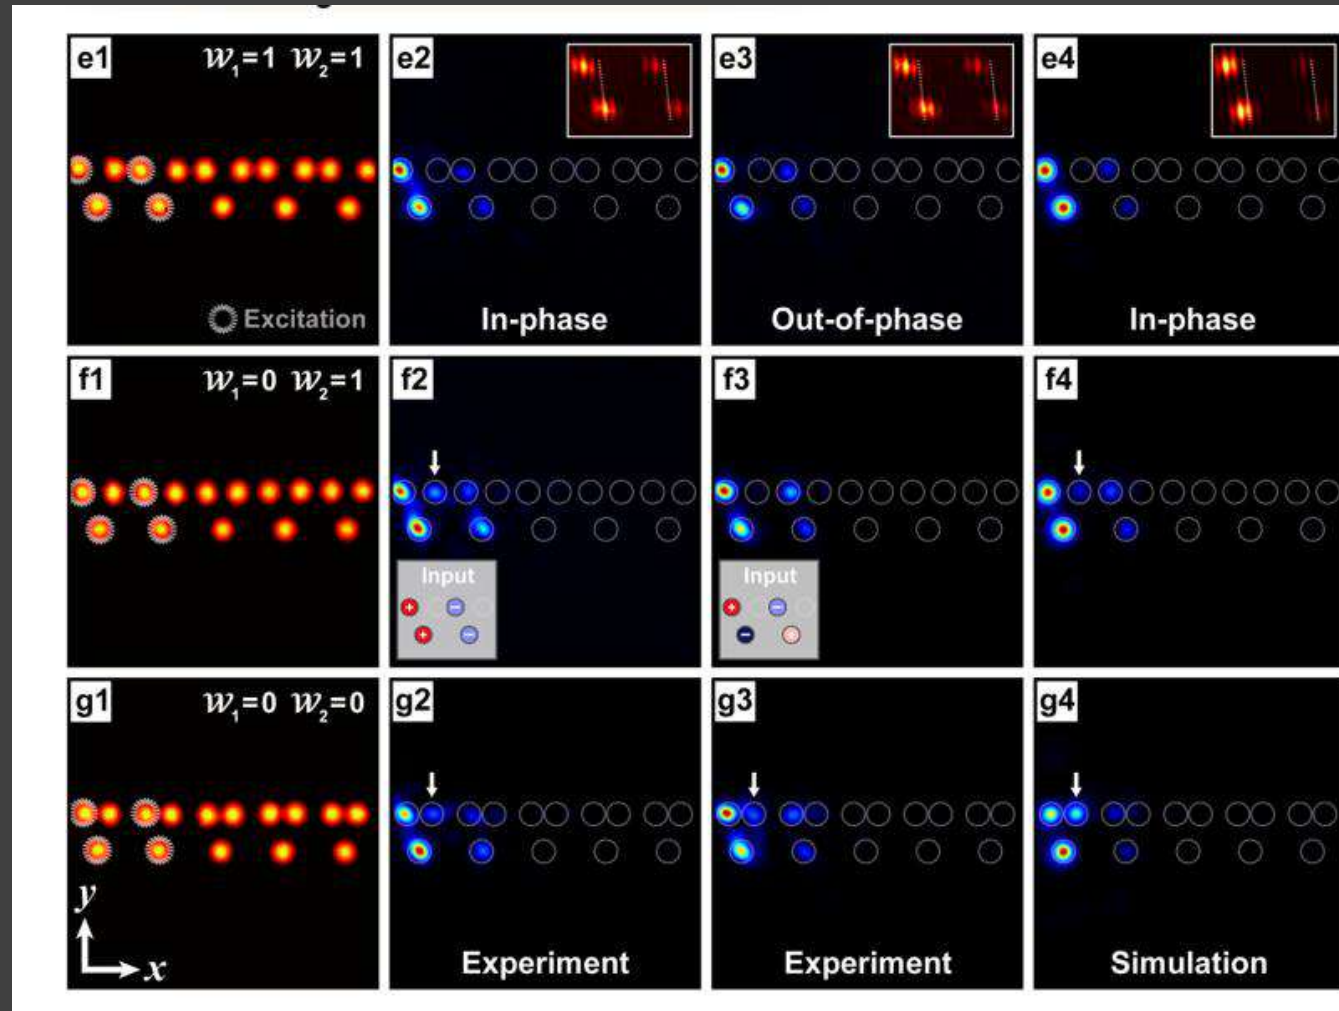 e1 𝒲₁=1 𝒲₂=1
Excitation
e2
In-phase
e3
Out-of-phase
e4
In-phase
f1 𝒲₁=0 𝒲₂=1
f2
Input
+ −
+ −
f3
Input
+ −
− +
f4
g1 𝒲₁=0 𝒲₂=0
y
x
g2
Experiment
g3
Experiment
g4
Simulation